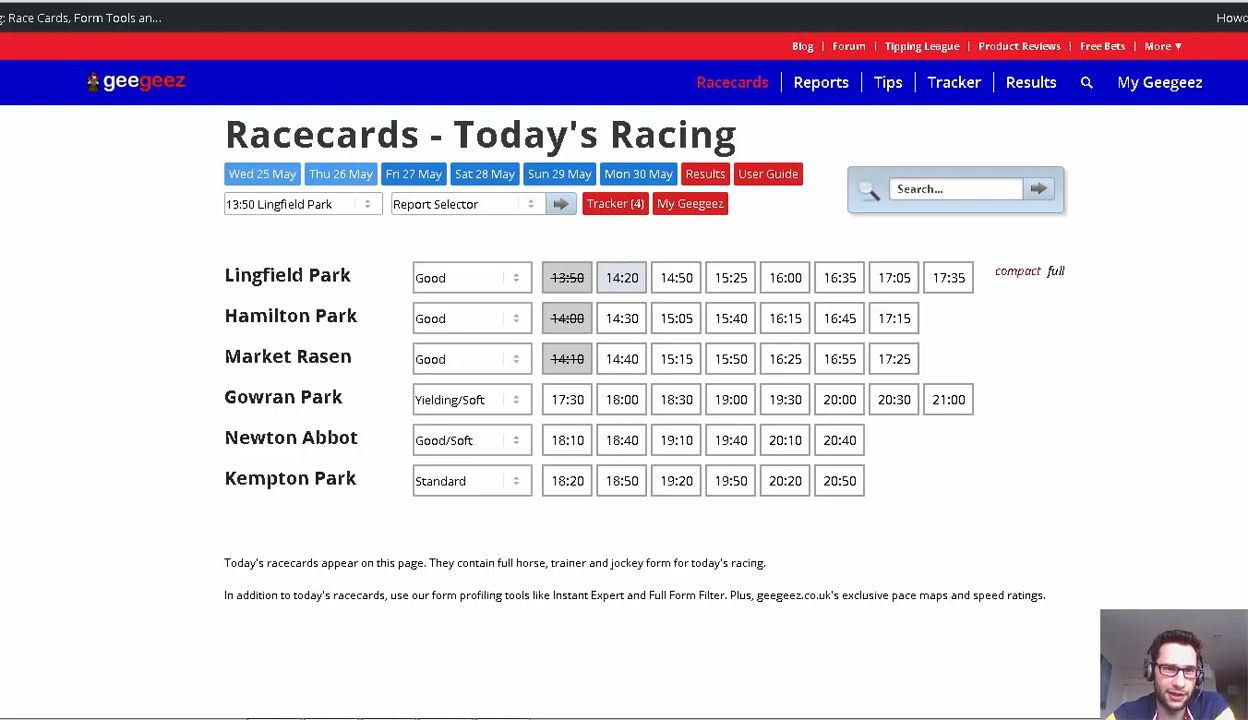 g: Race Cards, Form Tools an...
Howd
Blog | Forum | Tipping League | Product Reviews | Free Bets | More ▼
geegeez
Racecards | Reports | Tips | Tracker | Results | My Geegeez
Racecards - Today's Racing
Wed 25 May Thu 26 May Fri 27 May Sat 28 May Sun 29 May Mon 30 May Results User Guide
Search...
13:50 Lingfield Park Report Selector Tracker (4) My Geegeez
Lingfield Park Good 13:50 14:20 14:50 15:25 16:00 16:35 17:05 17:35 compact full
Hamilton Park Good 14:00 14:30 15:05 15:40 16:15 16:45 17:15
Market Rasen Good 14:10 14:40 15:15 15:50 16:25 16:55 17:25
Gowran Park Yielding/Soft 17:30 18:00 18:30 19:00 19:30 20:00 20:30 21:00
Newton Abbot Good/Soft 18:10 18:40 19:10 19:40 20:10 20:40
Kempton Park Standard 18:20 18:50 19:20 19:50 20:20 20:50
Today's racecards appear on this page. They contain full horse, trainer and jockey form for today's racing.
In addition to today's racecards, use our form profiling tools like Instant Expert and Full Form Filter. Plus, geegeez.co.uk's exclusive pace maps and speed ratings.